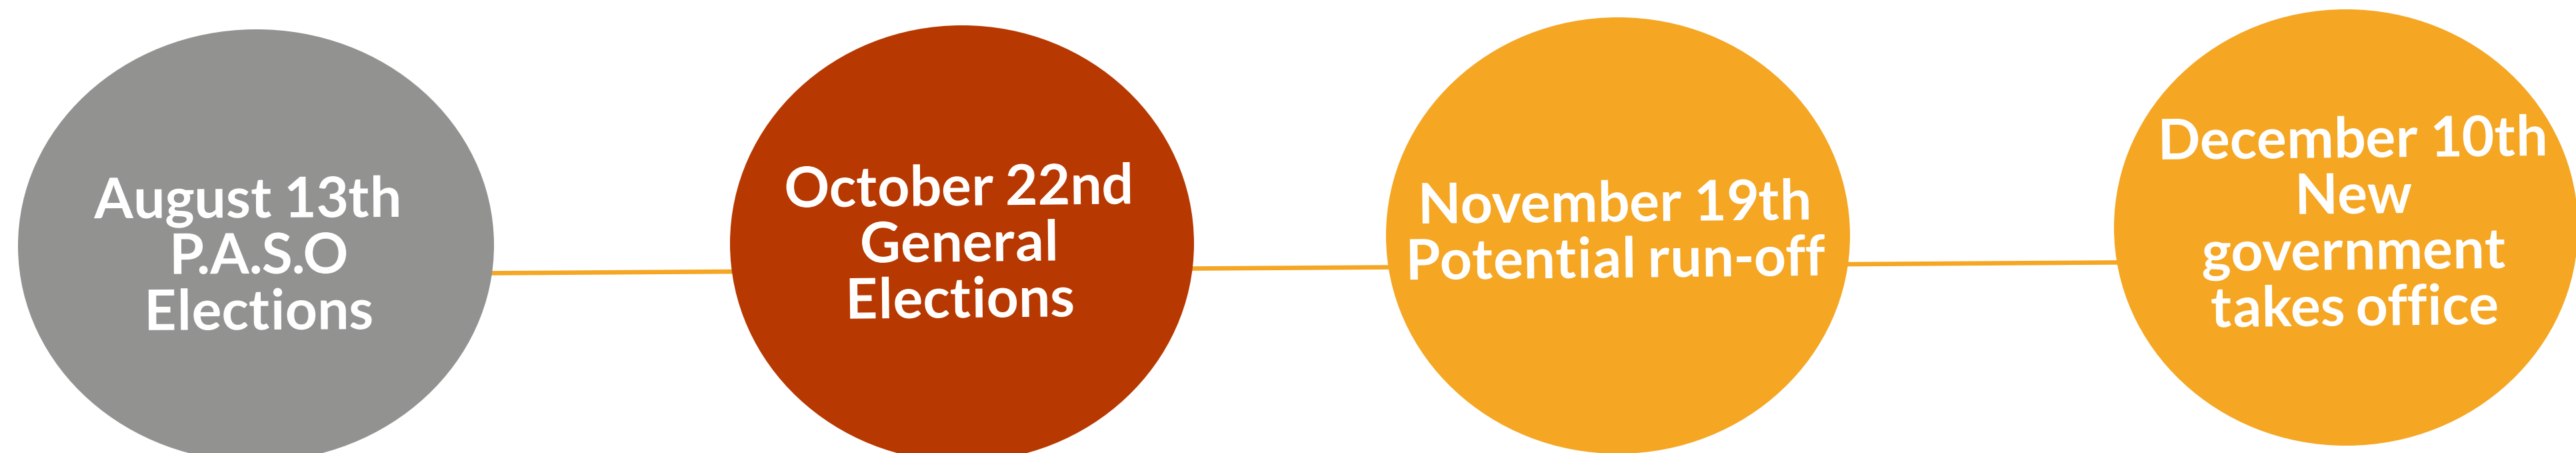 August 13th
P.A.S.O
Elections
October 22nd
General
Elections
November 19th
Potential run-off
December 10th
New
government
takes office